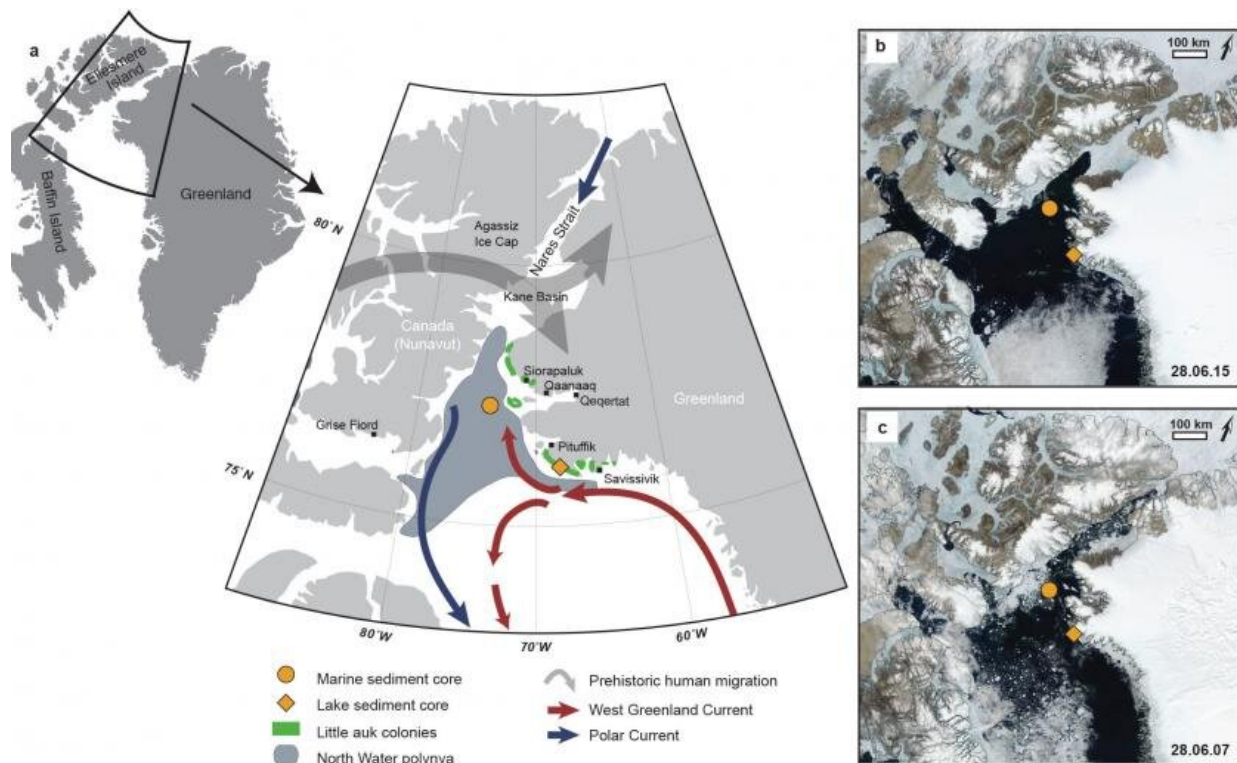 a
Ellesmere
Island
Baffin Island
Greenland
80°N
Agassiz
Ice Cap
Nares Strait
Kane Basin
Canada
(Nunavut)
Siorapaluk
Qaanaaq
Qeqertat
Greenland
Grise Fiord
Pituffik
Savissivik
75°N
80°W
70°W
60°W
Marine sediment core
Lake sediment core
Little auk colonies
North Water polynya
Prehistoric human migration
West Greenland Current
Polar Current
b
100 km
28.06.15
c
100 km
28.06.07